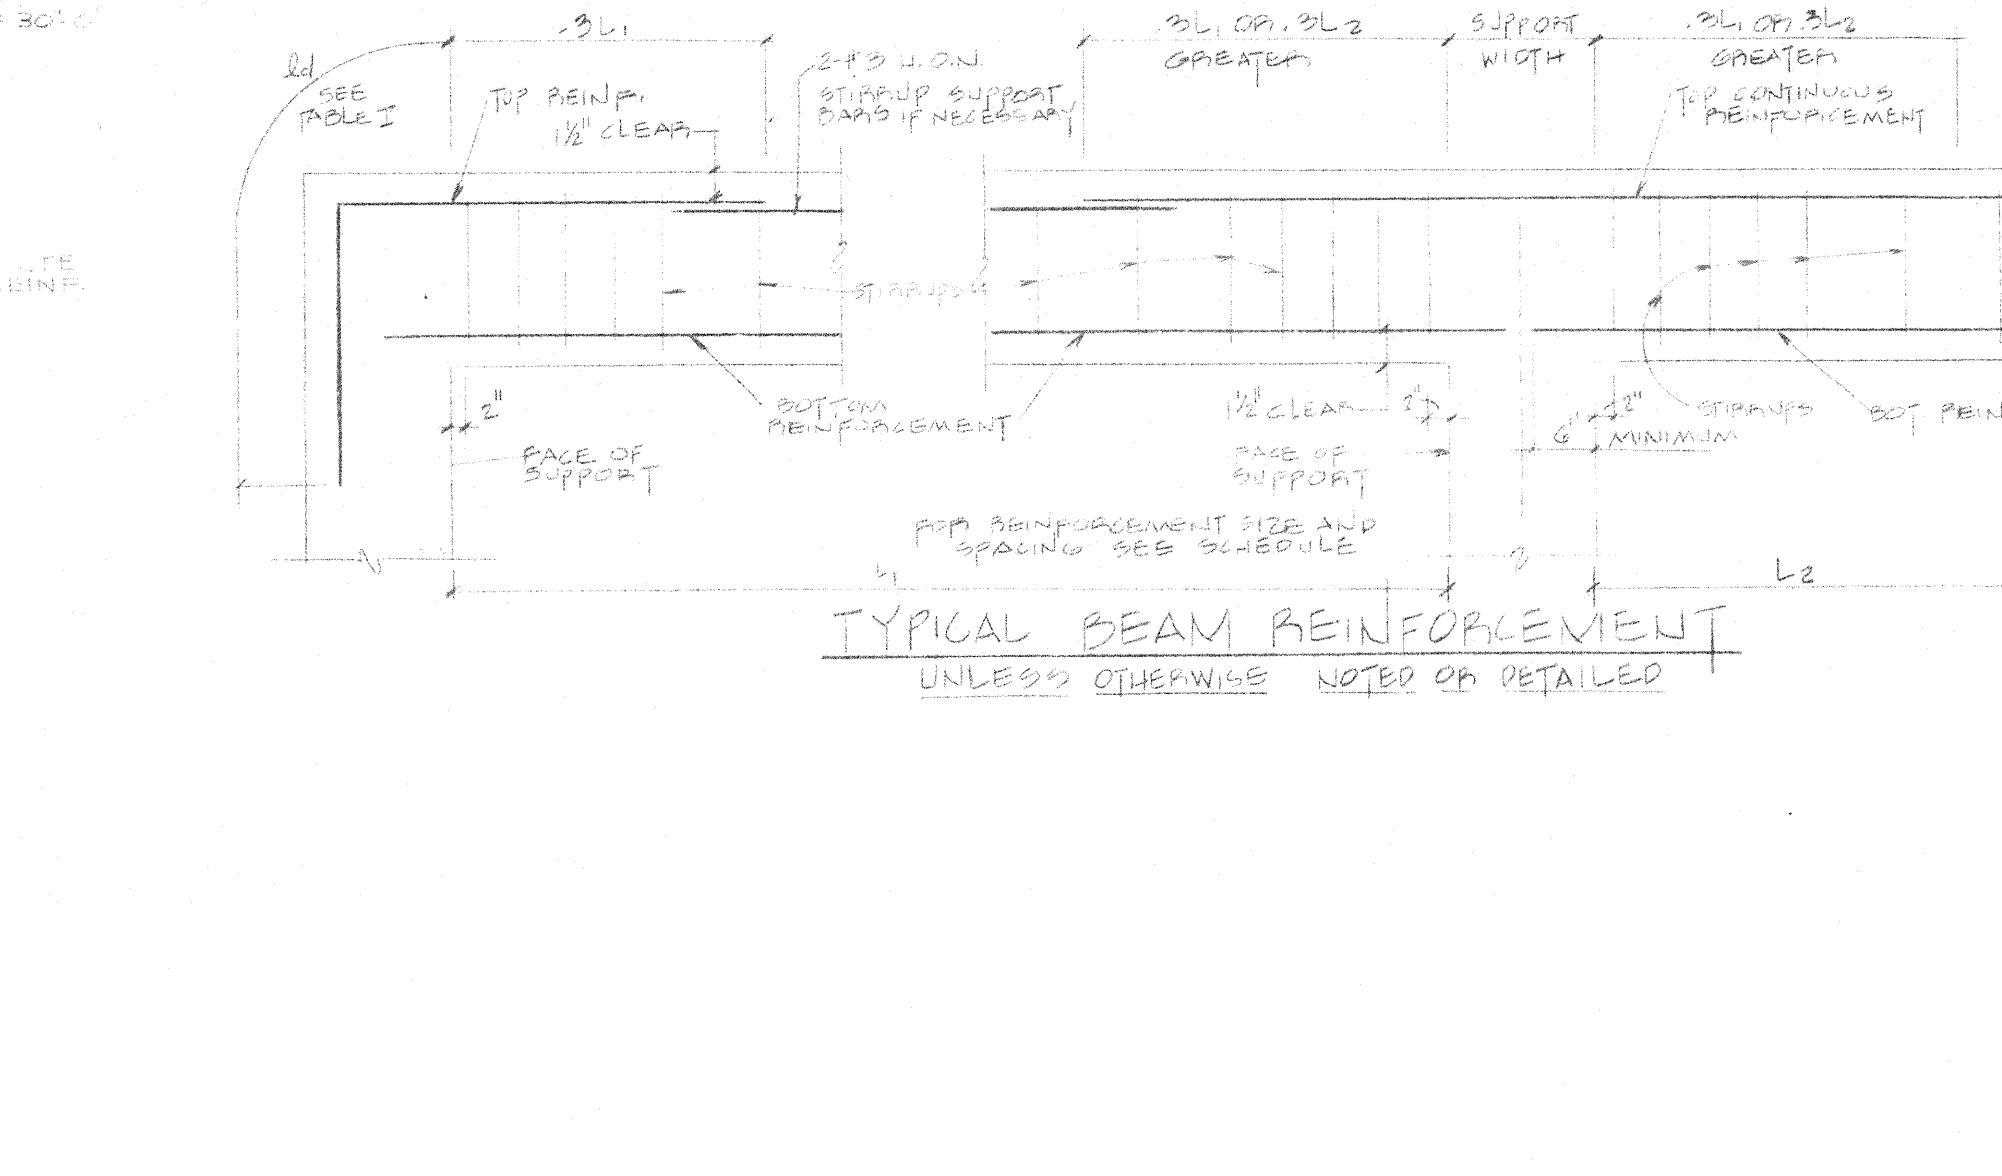 30'-0"
.3L1
.3L1 OR .3L2
GREATER
SUPPORT
WIDTH
.3L1 OR .3L2
GREATER
ld
SEE
TABLE I
TOP REINF.
1½" CLEAR
2-#3 U.O.N.
STIRRUP SUPPORT
BARS IF NECESSARY
TOP CONTINUOUS
REINFORCEMENT
EINF.
STIRRUPS
2"
BOTTOM
REINFORCEMENT
1½" CLEAR
2"
2"
6"
MINIMUM
STIRRUPS
BOT REIN
FACE OF
SUPPORT
FACE OF
SUPPORT
FOR REINFORCEMENT SIZE AND
SPACING SEE SCHEDULE
L1
L2
TYPICAL BEAM REINFORCEMENT
UNLESS OTHERWISE NOTED OR DETAILED